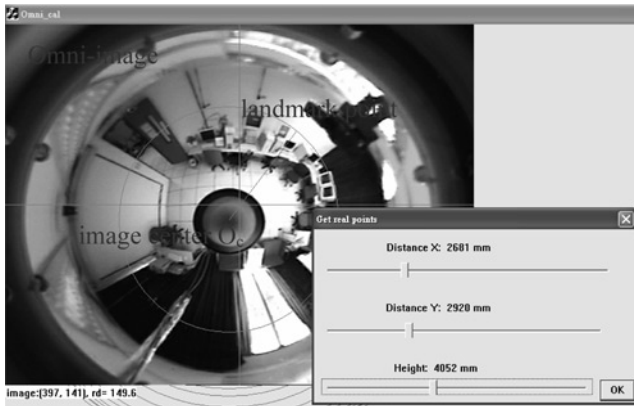 Omni_cal
Omni-image
landmark point
image center Oc
Get real points
Distance X: 2681 mm
Distance Y: 2920 mm
Height: 4052 mm
OK
image:(397, 141), rd= 149.6